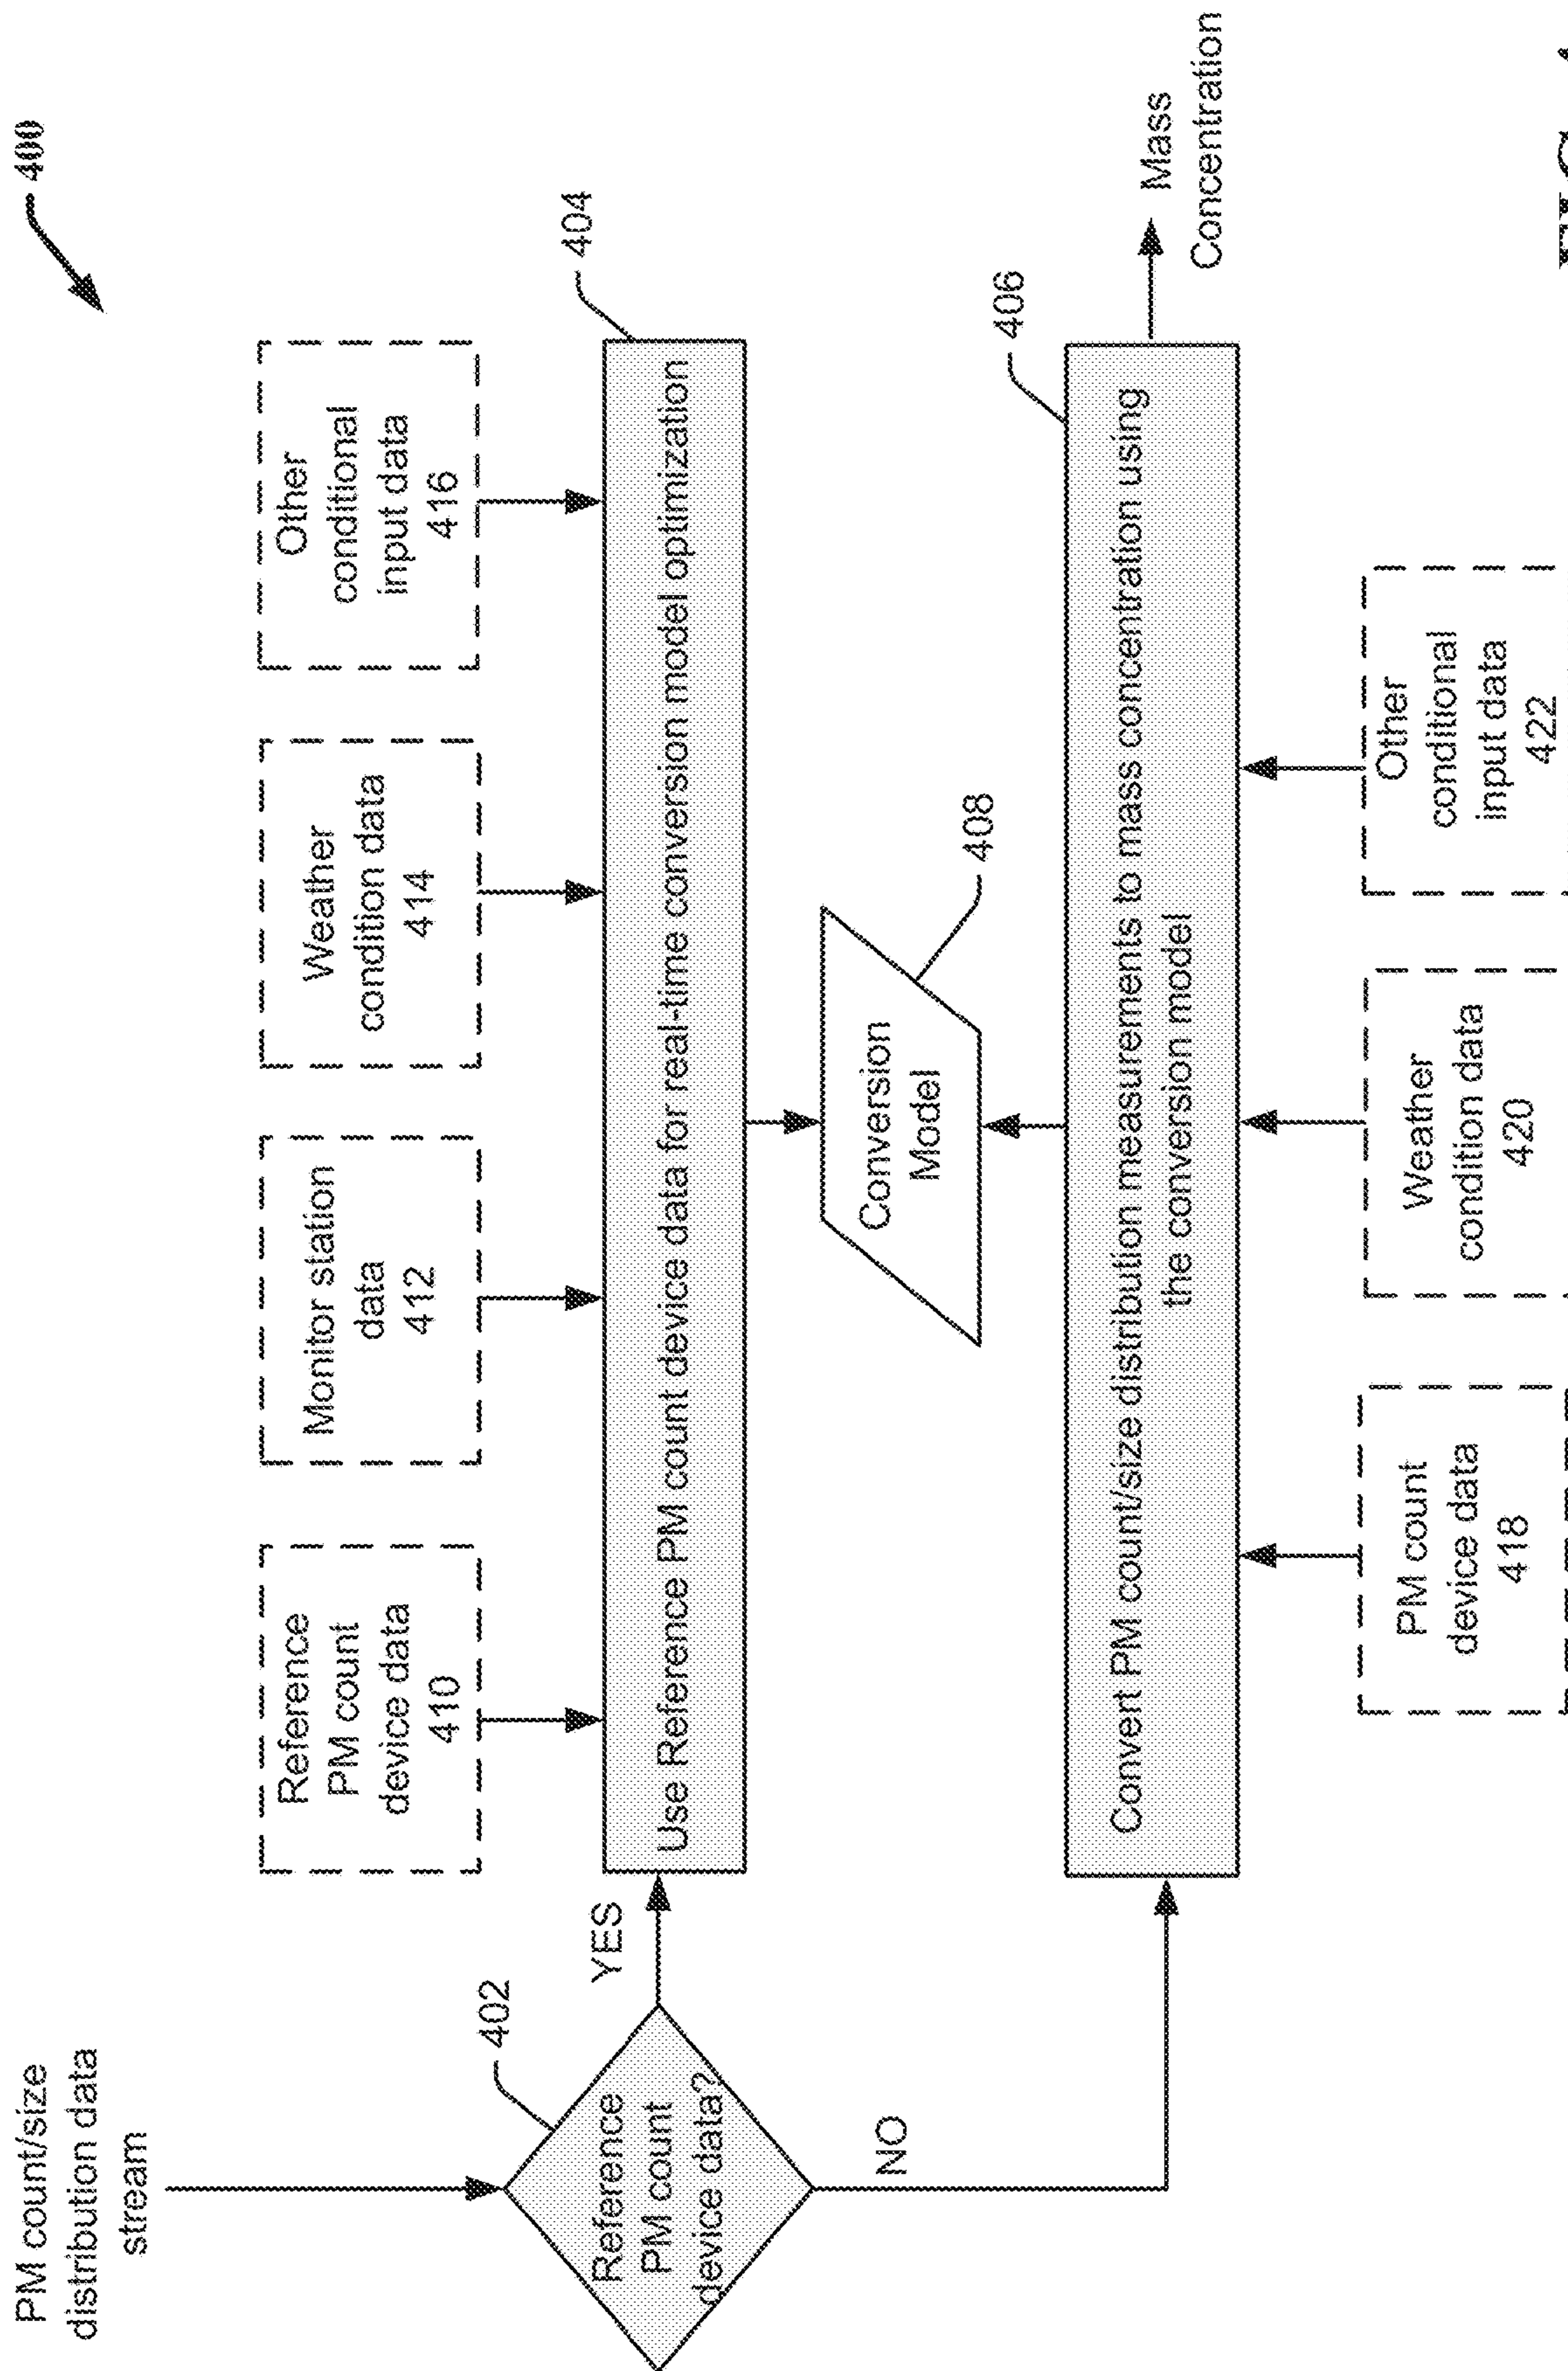 400
PM count/size
distribution data
stream
402
Reference
PM count
device data?
YES
NO
Reference
PM count
device data
410
Monitor station
data
412
Weather
condition data
414
Other
conditional
input data
416
404
Use Reference PM count device data for real-time conversion model optimization
Conversion
Model
408
406
Convert PM count/size distribution measurements to mass concentration using
the conversion model
Mass
Concentration
PM count
device data
418
Weather
condition data
420
Other
conditional
input data
422